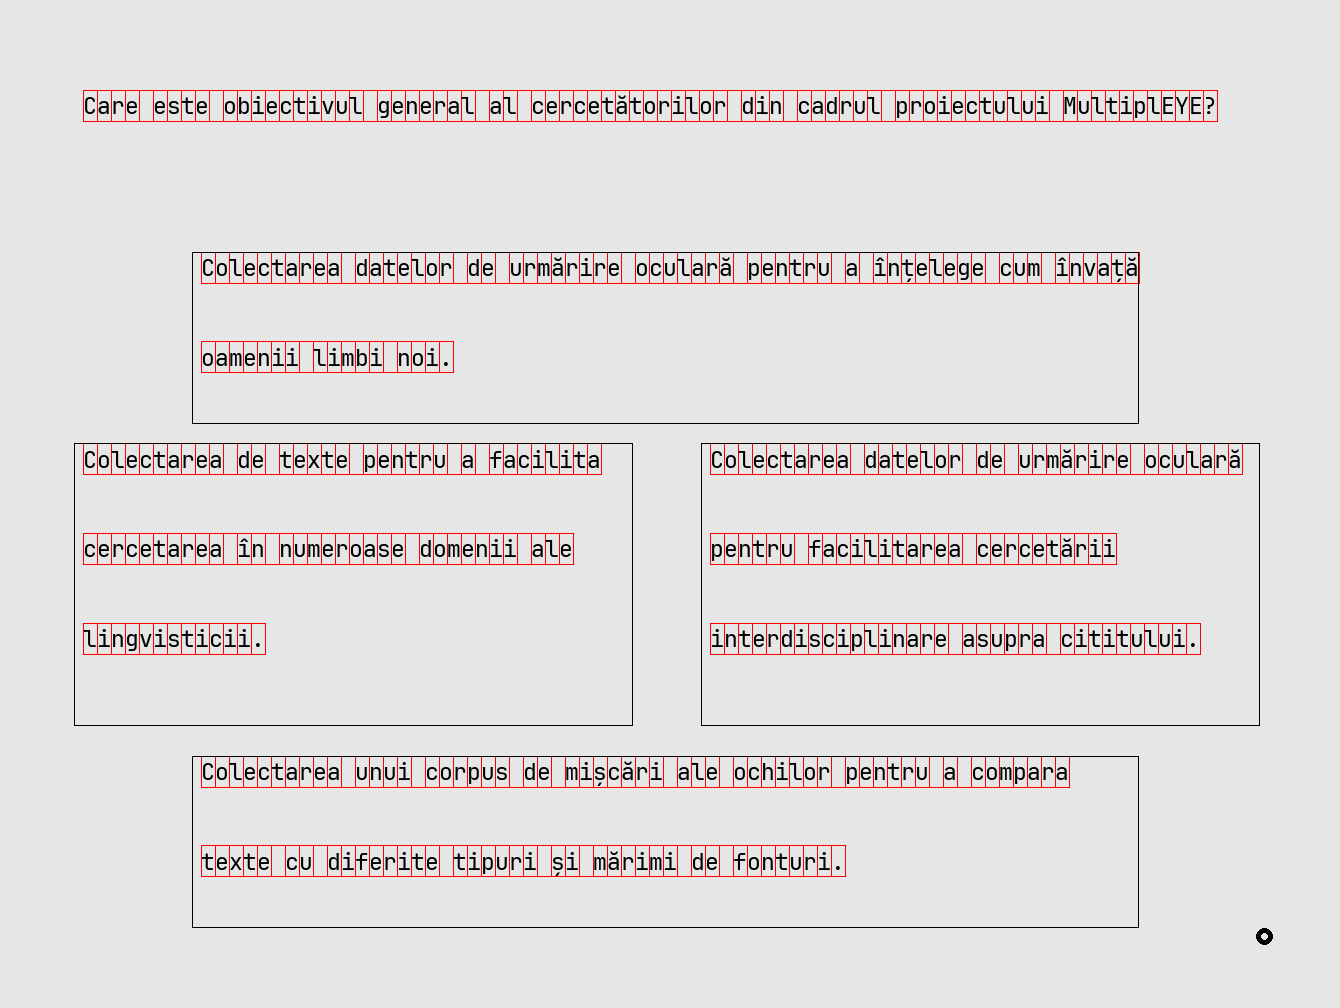 Care este obiectivul general al cercetătorilor din cadrul proiectului MultiplEYE?
Colectarea datelor de urmărire oculară pentru a înțelege cum învață
oamenii limbi noi.
Colectarea de texte pentru a facilita
cercetarea în numeroase domenii ale
lingvisticii.
Colectarea datelor de urmărire oculară
pentru facilitarea cercetării
interdisciplinare asupra cititului.
Colectarea unui corpus de mișcări ale ochilor pentru a compara
texte cu diferite tipuri și mărimi de fonturi.